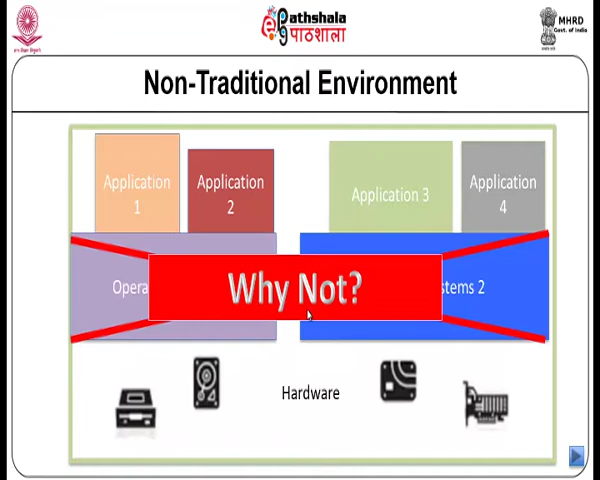 ePathshala
पाठशाला
MHRD
Govt. of India
Non-Traditional Environment
Application
1
Application
2
Application 3
Application
4
Opera
Why Not?
stems 2
Hardware